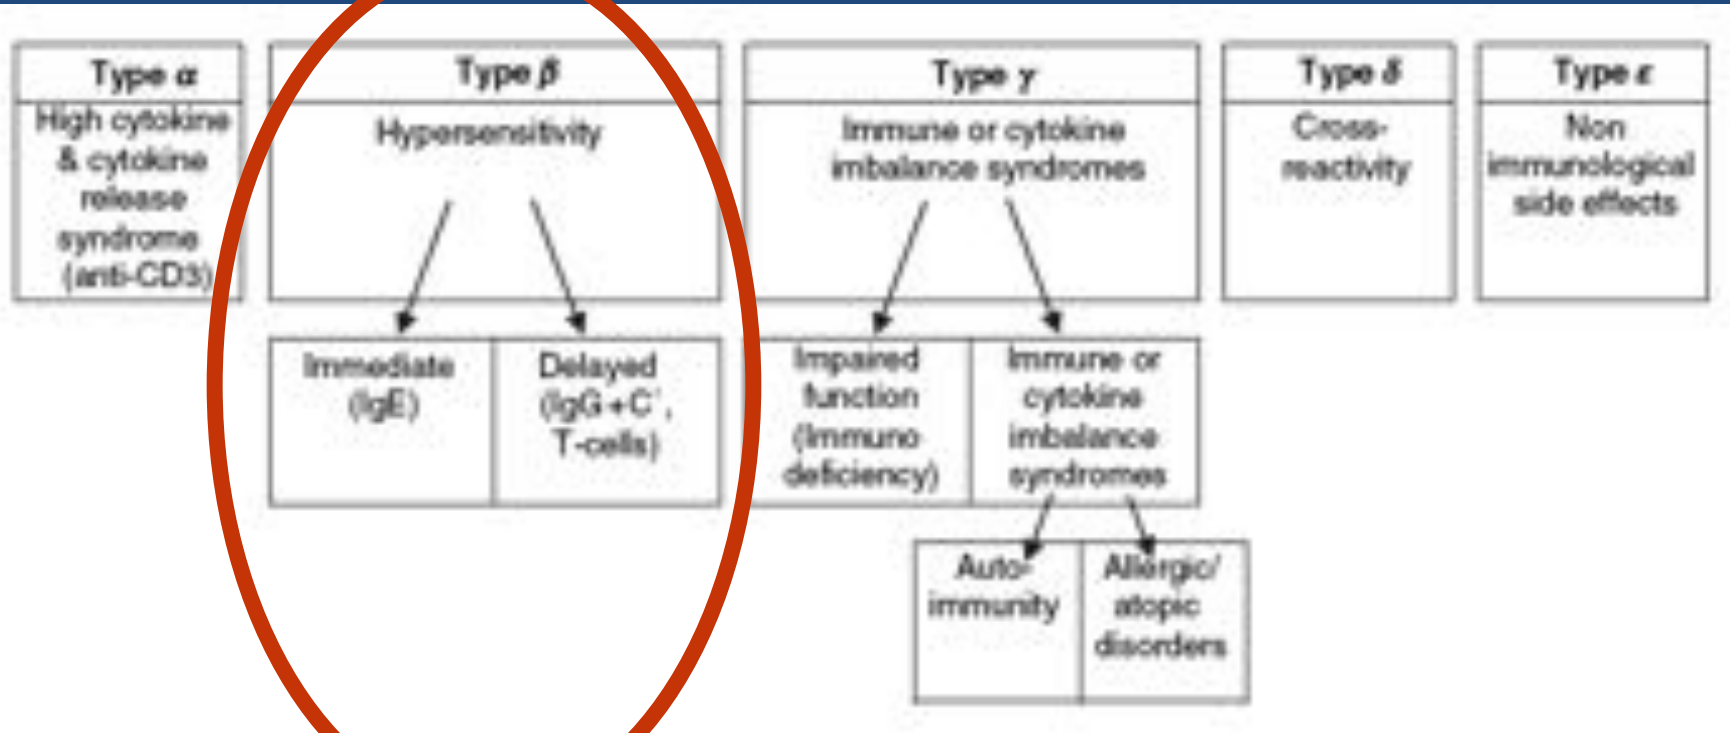 Type α
High cytokine
& cytokine
release
syndrome
(anti-CD3)
Type β
Hypersensitivity
Immediate
(IgE)
Delayed
(IgG+C',
T-cells)
Type γ
Immune or cytokine
imbalance syndromes
Impaired
function
(Immuno
deficiency)
Immune or
cytokine
imbalance
syndromes
Auto-
immunity
Allergic/
atopic
disorders
Type δ
Cross-
reactivity
Type ε
Non
immunological
side effects